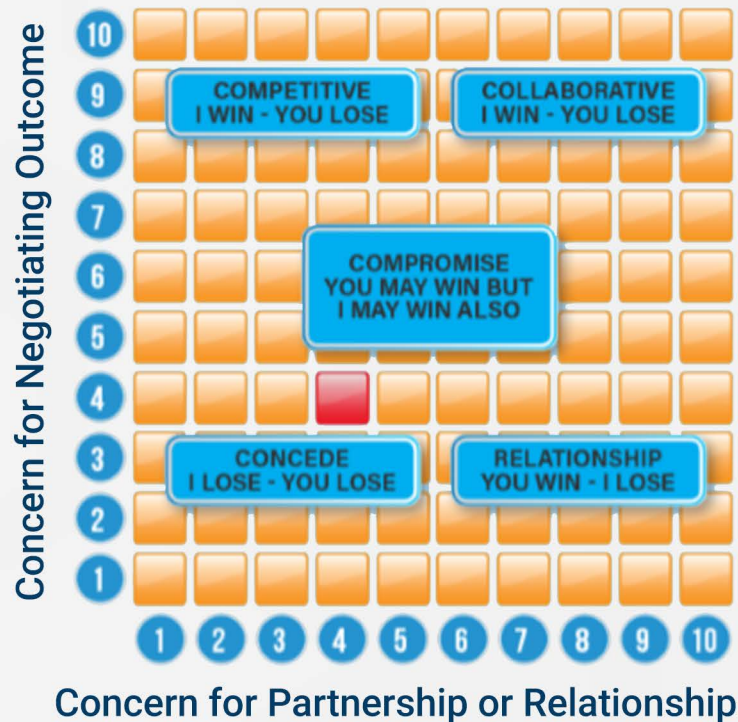 Concern for Negotiating Outcome
10
9
8
7
6
5
4
3
2
1
COMPETITIVE
I WIN - YOU LOSE
COLLABORATIVE
I WIN - YOU LOSE
COMPROMISE
YOU MAY WIN BUT
I MAY WIN ALSO
CONCEDE
I LOSE - YOU LOSE
RELATIONSHIP
YOU WIN - I LOSE
1 2 3 4 5 6 7 8 9 10
Concern for Partnership or Relationship